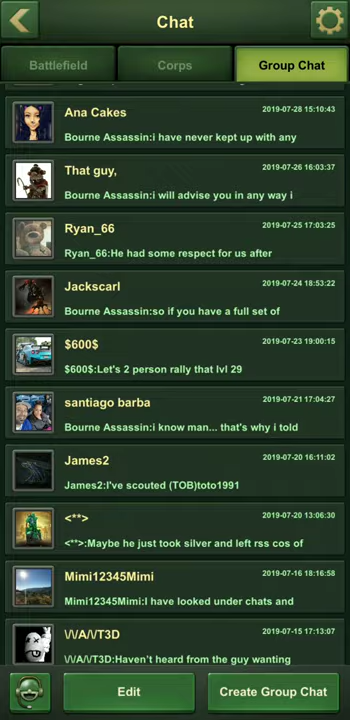 Chat
Battlefield
Corps
Group Chat
Ana Cakes
2019-07-28 15:10:43
Bourne Assassin:i have never kept up with any
That guy,
2019-07-26 16:03:37
Bourne Assassin:i will advise you in any way i
Ryan_66
2019-07-25 17:03:25
Ryan_66:He had some respect for us after
Jackscarl
2019-07-24 18:53:22
Bourne Assassin:so if you have a full set of
$600$
2019-07-23 19:00:15
$600$:Let's 2 person rally that lvl 29
santiago barba
2019-07-21 17:04:27
Bourne Assassin:i know man... that's why i told
James2
2019-07-20 16:11:02
James2:I've scouted (TOB)toto1991
<**>
2019-07-20 13:06:30
<**>:Maybe he just took silver and left rss cos of
Mimi12345Mimi
2019-07-16 18:16:58
Mimi12345Mimi:I have looked under chats and
\/\/A/\/T3D
2019-07-15 17:13:07
\/\/A/\/T3D:Haven't heard from the guy wanting
Edit
Create Group Chat